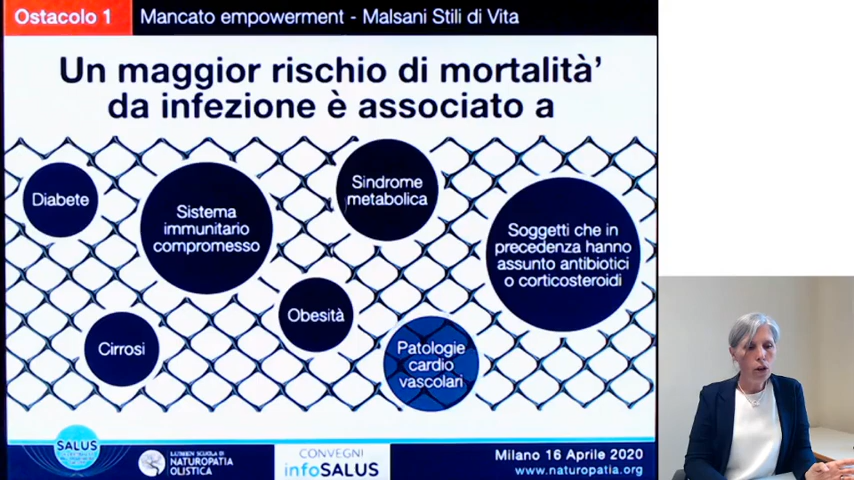 Ostacolo 1
Mancato empowerment - Malsani Stili di Vita
Un maggior rischio di mortalità'
da infezione è associato a
Diabete
Sistema
immunitario
compromesso
Sindrome
metabolica
Soggetti che in
precedenza hanno
assunto antibiotici
o corticosteroidi
Cirrosi
Obesità
Patologie
cardio
vascolari
SALUS
SCUOLA DI
NATUROPATIA
OLISTICA
CONVEGNI
infoSALUS
Milano 16 Aprile 2020
www.naturopatia.org